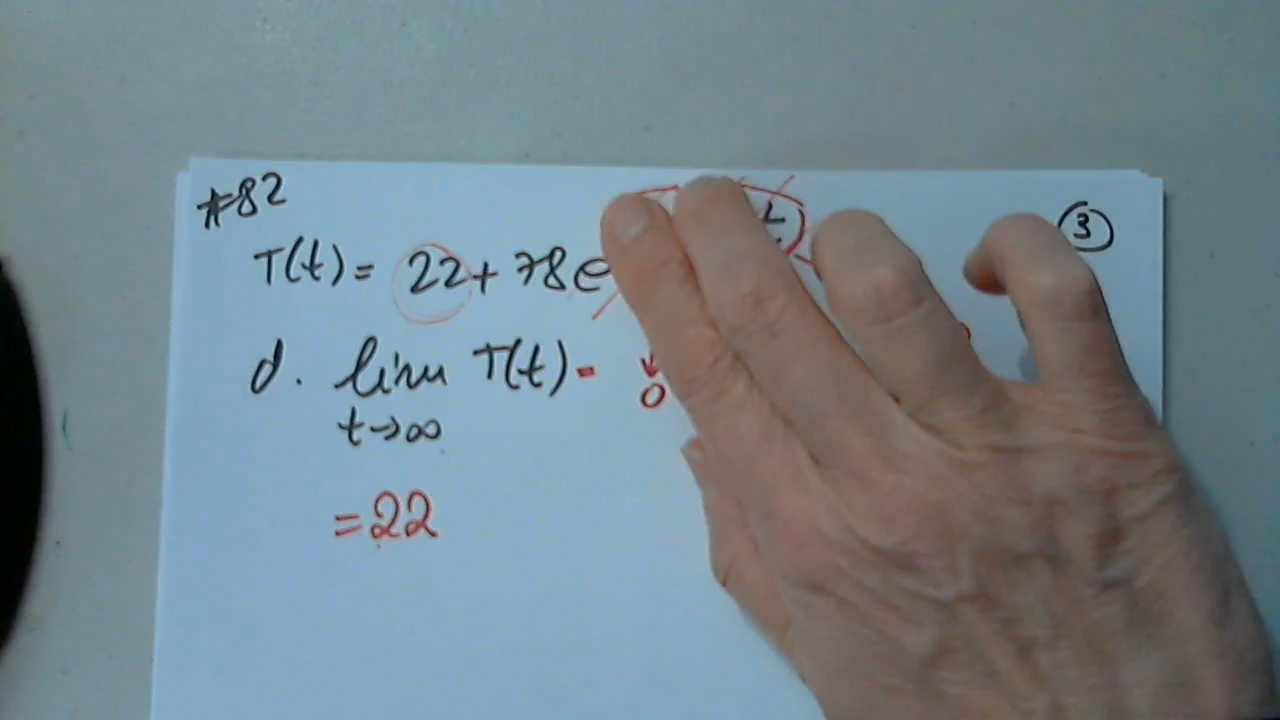 #82
③
T(t) = 22 + 78e
d. lim T(t) =
↓
0
t→∞
= 22